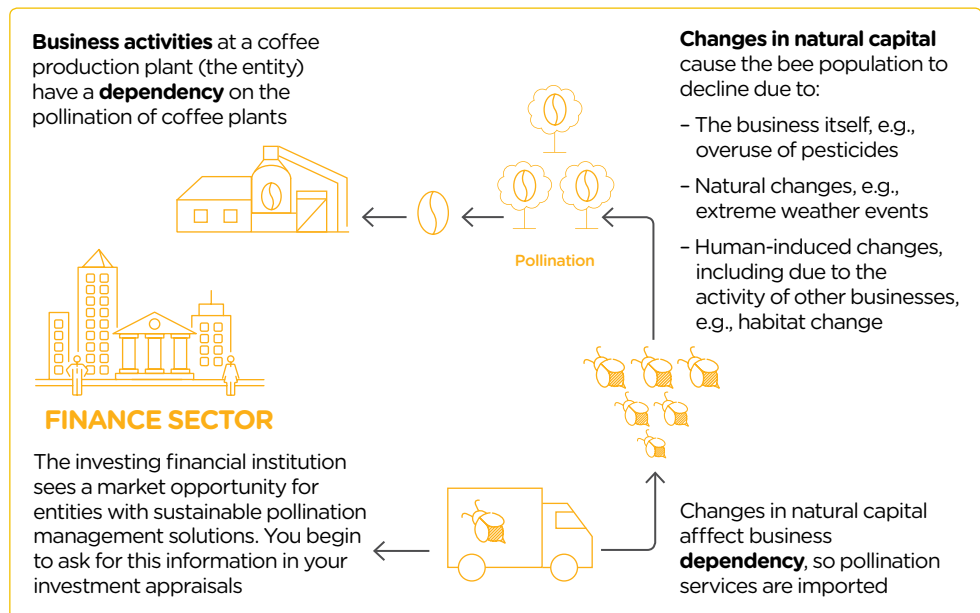 Business activities at a coffee
production plant (the entity)
have a dependency on the
pollination of coffee plants
Changes in natural capital
cause the bee population to
decline due to:
– The business itself, e.g.,
overuse of pesticides
– Natural changes, e.g.,
extreme weather events
– Human-induced changes,
including due to the
activity of other businesses,
e.g., habitat change
Pollination
FINANCE SECTOR
The investing financial institution
sees a market opportunity for
entities with sustainable pollination
management solutions. You begin
to ask for this information in your
investment appraisals
Changes in natural capital
afffect business
dependency, so pollination
services are imported